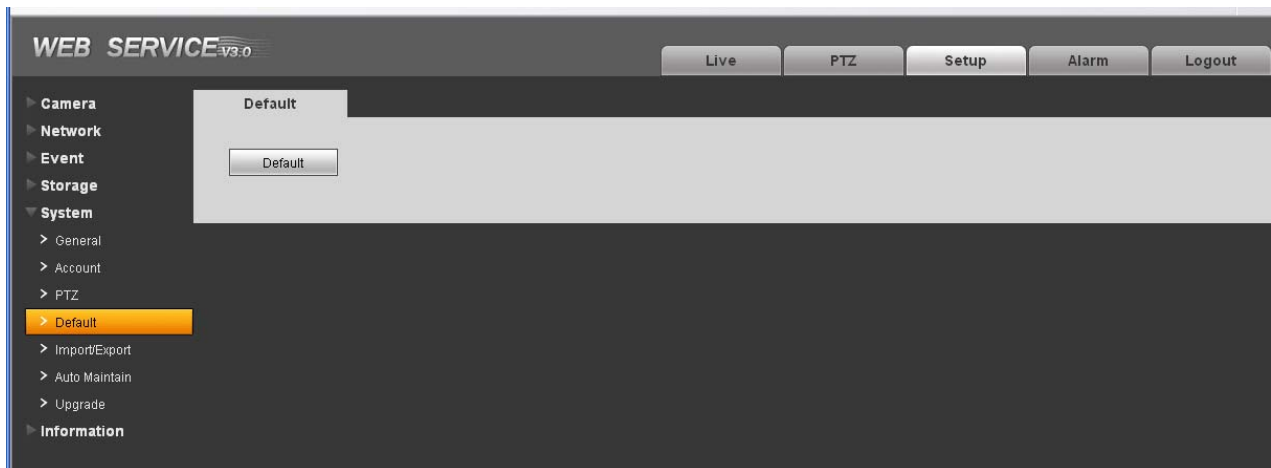 WEB SERVICE V3.0
Live PTZ Setup Alarm Logout
Camera
Network
Event
Storage
System
> General
> Account
> PTZ
> Default
> Import/Export
> Auto Maintain
> Upgrade
Information
Default
Default